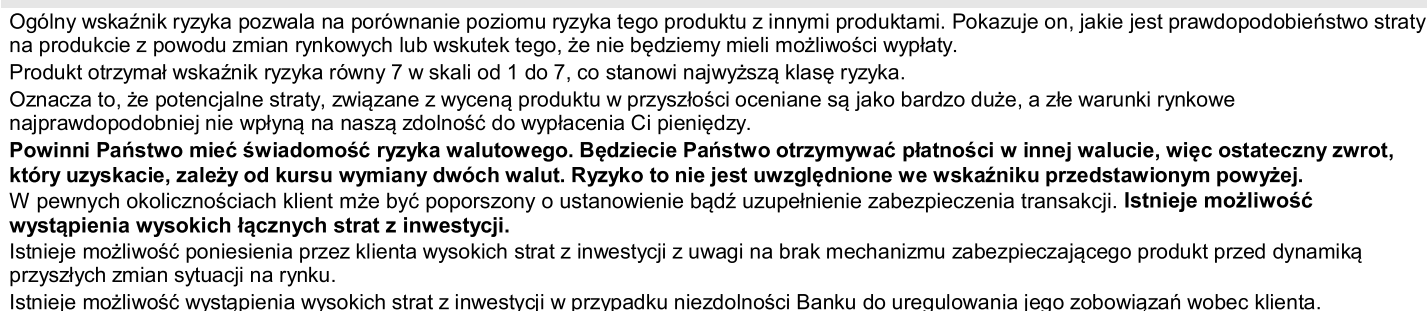 Ogólny wskaźnik ryzyka pozwala na porównanie poziomu ryzyka tego produktu z innymi produktami. Pokazuje on, jakie jest prawdopodobieństwo straty
na produkcie z powodu zmian rynkowych lub wskutek tego, że nie będziemy mieli możliwości wypłaty.
Produkt otrzymał wskaźnik ryzyka równy 7 w skali od 1 do 7, co stanowi najwyższą klasę ryzyka.
Oznacza to, że potencjalne straty, związane z wyceną produktu w przyszłości oceniane są jako bardzo duże, a złe warunki rynkowe
najprawdopodobniej nie wpłyną na naszą zdolność do wypłacenia Ci pieniędzy.
Powinni Państwo mieć świadomość ryzyka walutowego. Będziecie Państwo otrzymywać płatności w innej walucie, więc ostateczny zwrot,
który uzyskacie, zależy od kursu wymiany dwóch walut. Ryzyko to nie jest uwzględnione we wskaźniku przedstawionym powyżej.
W pewnych okolicznościach klient mże być poporszony o ustanowienie bądź uzupełnienie zabezpieczenia transakcji. Istnieje możliwość
wystąpienia wysokich łącznych strat z inwestycji.
Istnieje możliwość poniesienia przez klienta wysokich strat z inwestycji z uwagi na brak mechanizmu zabezpieczającego produkt przed dynamiką
przyszłych zmian sytuacji na rynku.
Istnieje możliwość wystąpienia wysokich strat z inwestycji w przypadku niezdolności Banku do uregulowania jego zobowiązań wobec klienta.